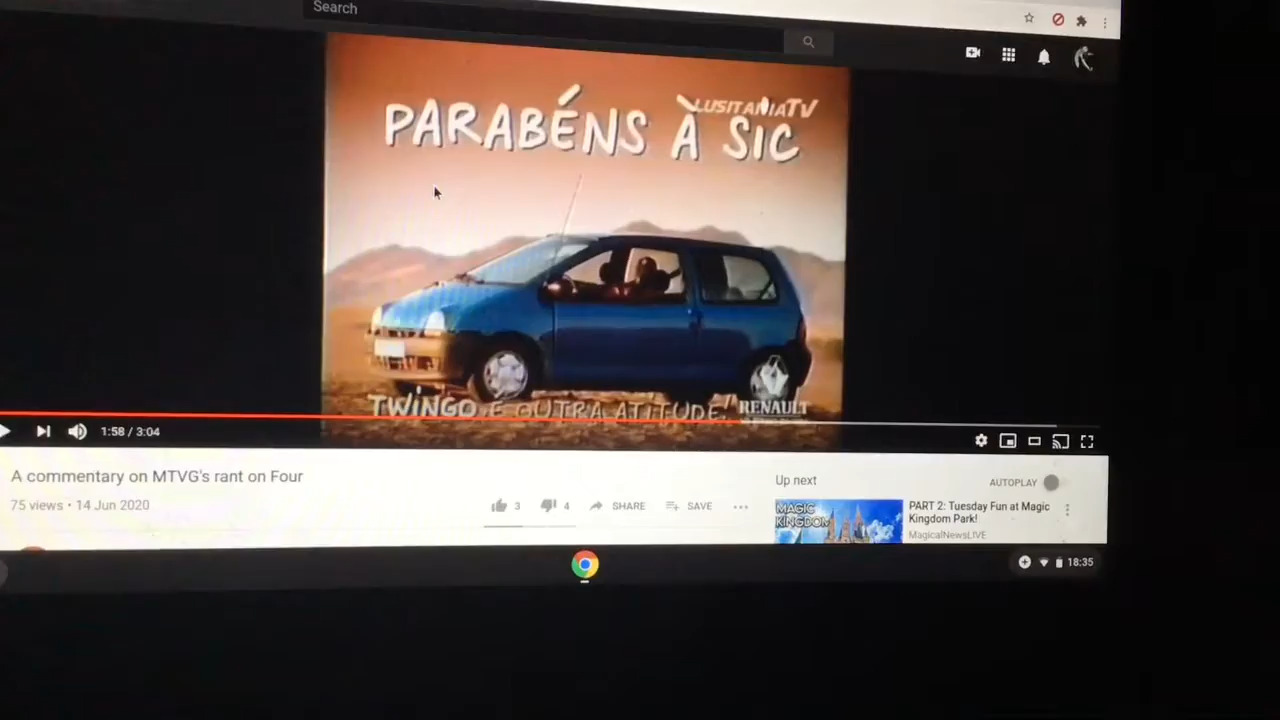 Search
LUSITANIATV
PARABÉNS À SIC
TWINGO É OUTRA ATITUDE!
RENAULT
1:58 / 3:04
A commentary on MTVG's rant on Four
75 views • 14 Jun 2020
3
4
SHARE
SAVE
Up next
AUTOPLAY
MAGIC
KINGDOM
PART 2: Tuesday Fun at Magic
Kingdom Park!
MagicalNewsLIVE
18:35